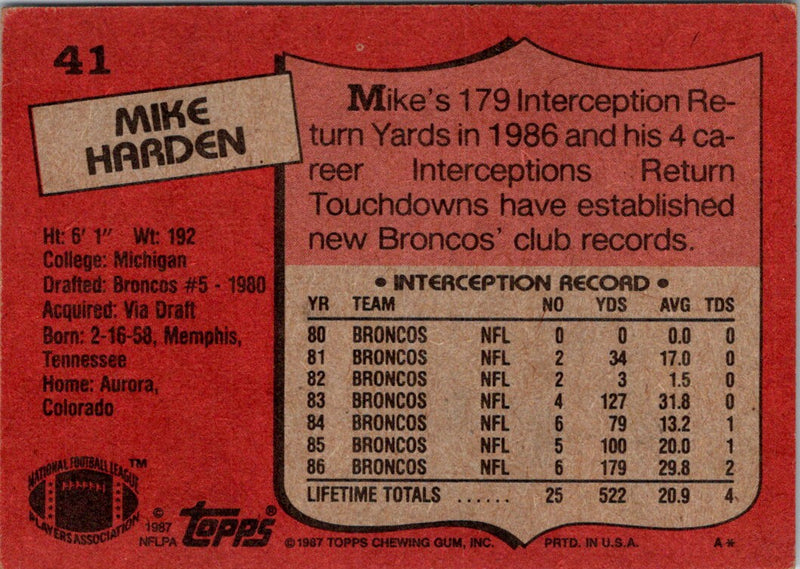 41
MIKE
HARDEN
Ht: 6' 1" Wt: 192
College: Michigan
Drafted: Broncos #5 - 1980
Acquired: Via Draft
Born: 2-16-58, Memphis,
Tennessee
Home: Aurora,
Colorado
Mike's 179 Interception Re-
turn Yards in 1986 and his 4 ca-
reer Interceptions Return
Touchdowns have established
new Broncos' club records.
• INTERCEPTION RECORD •
YR TEAM NO YDS AVG TDS
80 BRONCOS NFL 0 0 0.0 0
81 BRONCOS NFL 2 34 17.0 0
82 BRONCOS NFL 2 3 1.5 0
83 BRONCOS NFL 4 127 31.8 0
84 BRONCOS NFL 6 79 13.2 1
85 BRONCOS NFL 5 100 20.0 1
86 BRONCOS NFL 6 179 29.8 2
LIFETIME TOTALS ...... 25 522 20.9 4
NATIONAL FOOTBALL LEAGUE ™
PLAYERS ASSOCIATION
©
1987
NFLPA
TOPPS®
© 1987 TOPPS CHEWING GUM, INC. PRTD. IN U.S.A. A*